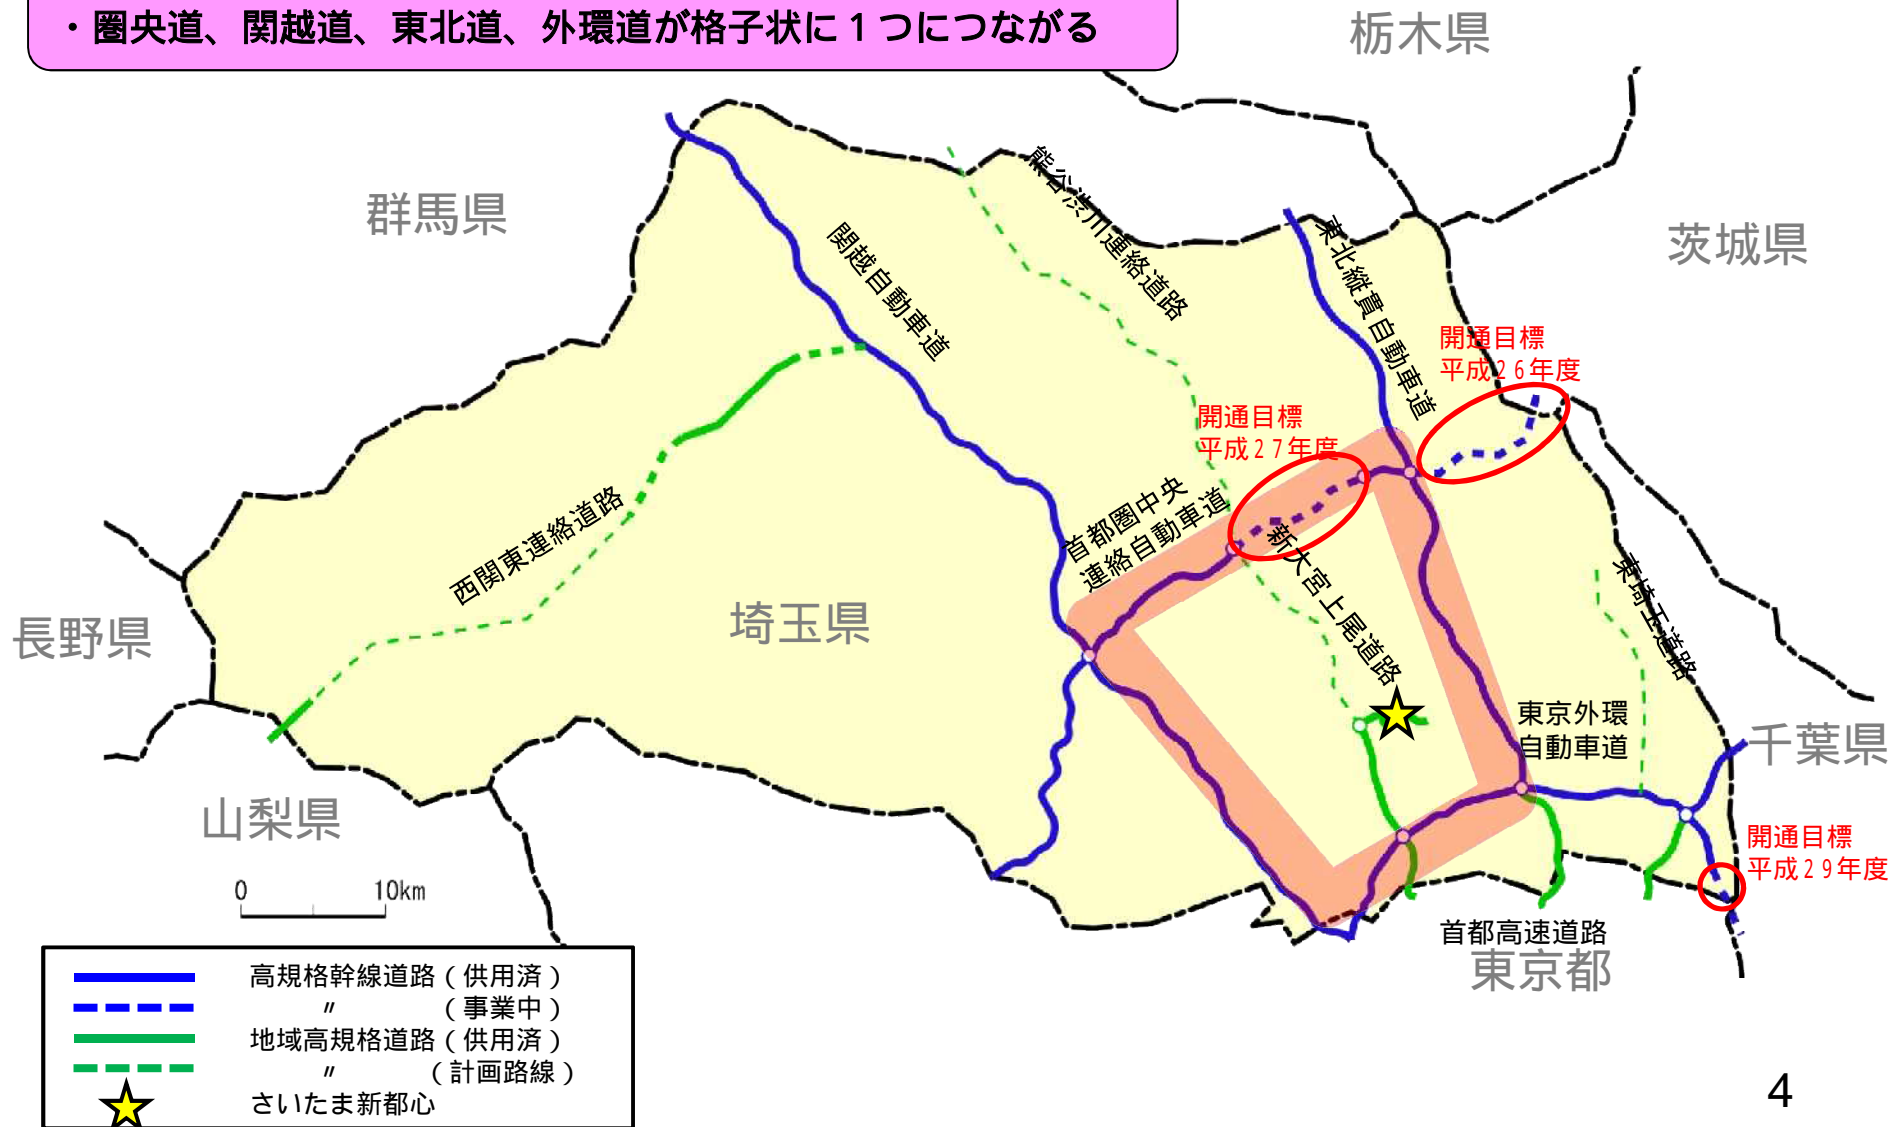 ・圏央道、関越道、東北道、外環道が格子状に１つにつながる
栃木県
群馬県
茨城県
熊谷渋川連絡道路
関越自動車道
東北縦貫自動車道
開通目標
平成２６年度
開通目標
平成２７年度
首都圏中央
連絡自動車道
西関東連絡道路
新大宮上尾道路
東埼玉道路
埼玉県
長野県
東京外環
自動車道
千葉県
山梨県
開通目標
平成２９年度
0 10km
首都高速道路
東京都
高規格幹線道路（供用済）
〃 （事業中）
地域高規格道路（供用済）
〃 （計画路線）
さいたま新都心
4